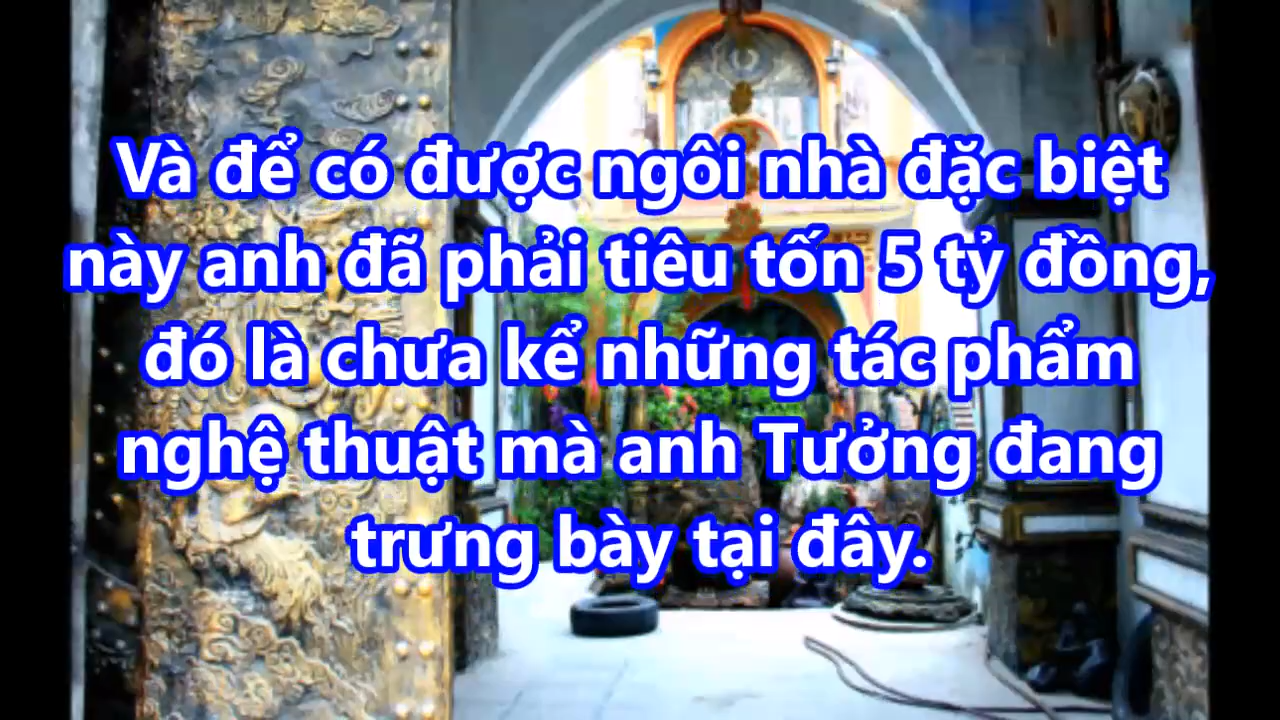 Và để có được ngôi nhà đặc biệt
này anh đã phải tiêu tốn 5 tỷ đồng,
đó là chưa kể những tác phẩm
nghệ thuật mà anh Tưởng đang
trưng bày tại đây.